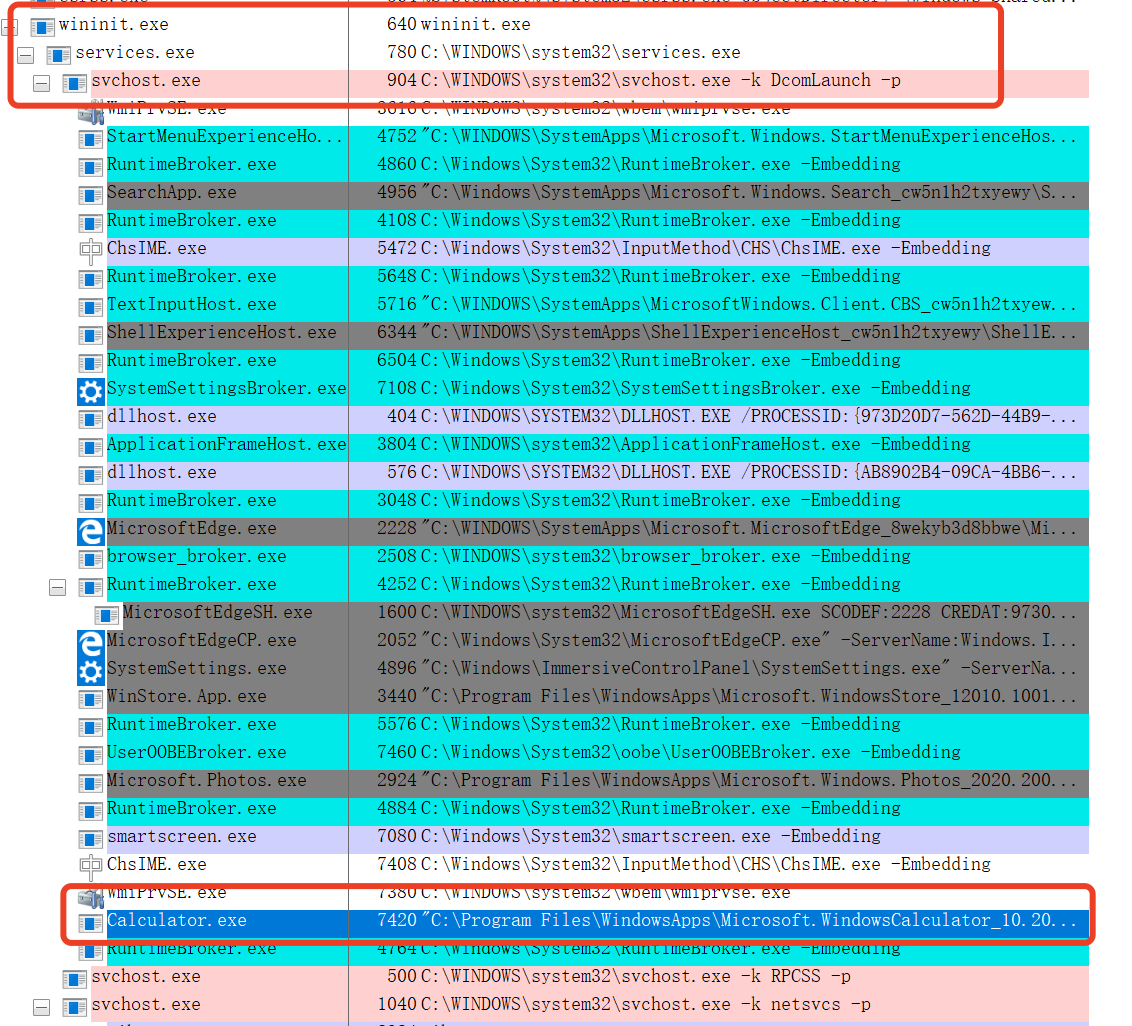 wininit.exe 640 wininit.exe
services.exe 780 C:\WINDOWS\system32\services.exe
svchost.exe 904 C:\WINDOWS\system32\svchost.exe -k DcomLaunch -p
WmiPrvSE.exe 3616 C:\WINDOWS\system32\wbem\wmiprvse.exe
StartMenuExperienceHo... 4752 "C:\WINDOWS\SystemApps\Microsoft.Windows.StartMenuExperienceHos...
RuntimeBroker.exe 4860 C:\Windows\System32\RuntimeBroker.exe -Embedding
SearchApp.exe 4956 "C:\Windows\SystemApps\Microsoft.Windows.Search_cw5n1h2txyewy\S...
RuntimeBroker.exe 4108 C:\Windows\System32\RuntimeBroker.exe -Embedding
ChsIME.exe 5472 C:\Windows\System32\InputMethod\CHS\ChsIME.exe -Embedding
RuntimeBroker.exe 5648 C:\Windows\System32\RuntimeBroker.exe -Embedding
TextInputHost.exe 5716 "C:\WINDOWS\SystemApps\MicrosoftWindows.Client.CBS_cw5n1h2txyew...
ShellExperienceHost.exe 6344 "C:\WINDOWS\SystemApps\ShellExperienceHost_cw5n1h2txyewy\ShellE...
RuntimeBroker.exe 6504 C:\Windows\System32\RuntimeBroker.exe -Embedding
SystemSettingsBroker.exe 7108 C:\Windows\System32\SystemSettingsBroker.exe -Embedding
dllhost.exe 404 C:\WINDOWS\SYSTEM32\DLLHOST.EXE /PROCESSID:{973D20D7-562D-44B9-...
ApplicationFrameHost.exe 3804 C:\WINDOWS\system32\ApplicationFrameHost.exe -Embedding
dllhost.exe 576 C:\WINDOWS\SYSTEM32\DLLHOST.EXE /PROCESSID:{AB8902B4-09CA-4BB6-...
RuntimeBroker.exe 3048 C:\Windows\System32\RuntimeBroker.exe -Embedding
MicrosoftEdge.exe 2228 "C:\WINDOWS\SystemApps\Microsoft.MicrosoftEdge_8wekyb3d8bbwe\Mi...
browser_broker.exe 2508 C:\WINDOWS\system32\browser_broker.exe -Embedding
RuntimeBroker.exe 4252 C:\Windows\System32\RuntimeBroker.exe -Embedding
MicrosoftEdgeSH.exe 1600 C:\WINDOWS\system32\MicrosoftEdgeSH.exe SCODEF:2228 CREDAT:9730...
MicrosoftEdgeCP.exe 2052 "C:\Windows\System32\MicrosoftEdgeCP.exe" -ServerName:Windows.I...
SystemSettings.exe 4896 "C:\Windows\ImmersiveControlPanel\SystemSettings.exe" -ServerNa...
WinStore.App.exe 3440 "C:\Program Files\WindowsApps\Microsoft.WindowsStore_12010.1001...
RuntimeBroker.exe 5576 C:\Windows\System32\RuntimeBroker.exe -Embedding
UserOOBEBroker.exe 7460 C:\Windows\System32\oobe\UserOOBEBroker.exe -Embedding
Microsoft.Photos.exe 2924 "C:\Program Files\WindowsApps\Microsoft.Windows.Photos_2020.200...
RuntimeBroker.exe 4884 C:\Windows\System32\RuntimeBroker.exe -Embedding
smartscreen.exe 7080 C:\Windows\System32\smartscreen.exe -Embedding
ChsIME.exe 7408 C:\Windows\System32\InputMethod\CHS\ChsIME.exe -Embedding
WmiPrvSE.exe 7380 C:\WINDOWS\system32\wbem\wmiprvse.exe
Calculator.exe 7420 "C:\Program Files\WindowsApps\Microsoft.WindowsCalculator_10.20...
RuntimeBroker.exe 4764 C:\Windows\System32\RuntimeBroker.exe -Embedding
svchost.exe 500 C:\WINDOWS\system32\svchost.exe -k RPCSS -p
svchost.exe 1040 C:\WINDOWS\system32\svchost.exe -k netsvcs -p